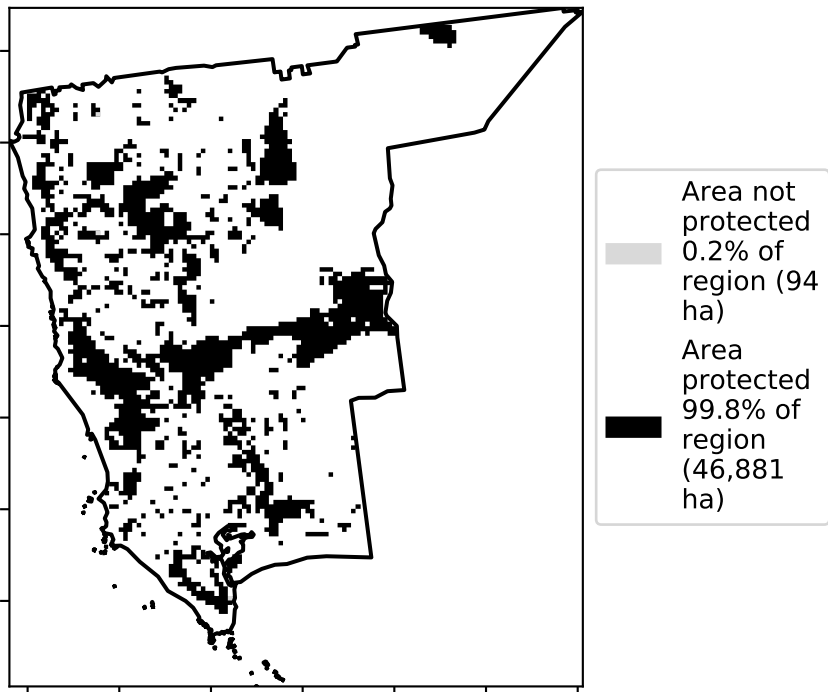 Area not
protected
0.2% of
region (94
ha)
Area
protected
99.8% of
region
(46,881
ha)